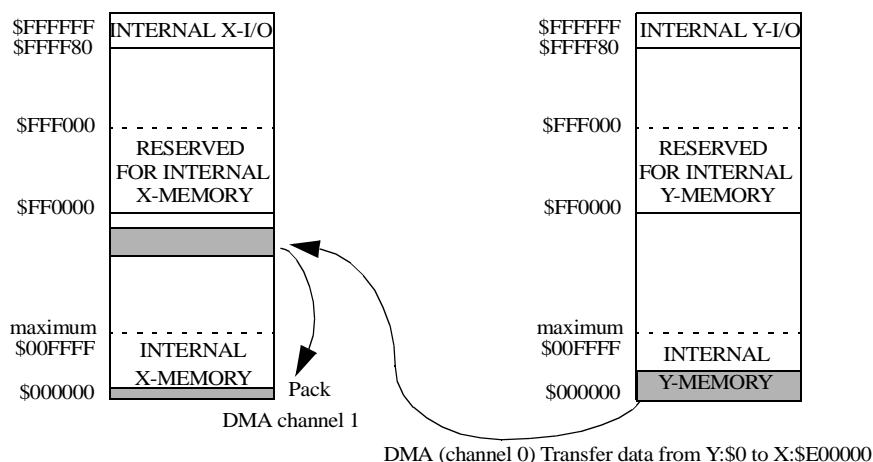 $FFFFFF
INTERNAL X-I/O
$FFFF80
$FFF000
RESERVED
FOR INTERNAL
X-MEMORY
$FF0000
maximum
$00FFFF
INTERNAL
X-MEMORY
$000000
Pack
DMA channel 1
$FFFFFF
INTERNAL Y-I/O
$FFFF80
$FFF000
RESERVED
FOR INTERNAL
Y-MEMORY
$FF0000
maximum
$00FFFF
INTERNAL
Y-MEMORY
$000000
DMA (channel 0) Transfer data from Y:$0 to X:$E00000